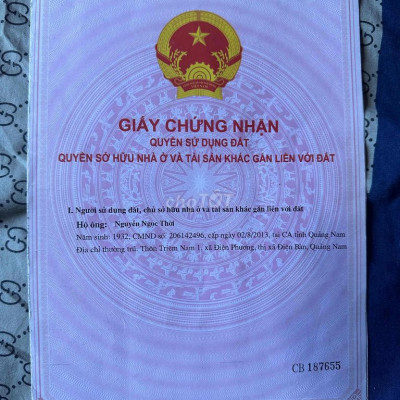 GIẤY CHỨNG NHẬN
QUYỀN SỬ DỤNG ĐẤT
QUYỀN SỞ HỮU NHÀ Ở VÀ TÀI SẢN KHÁC GẮN LIỀN VỚI ĐẤT
I. Người sử dụng đất, chủ sở hữu nhà ở và tài sản khác gắn liền với đất
Hộ ông: Nguyễn Ngọc Thơi
Năm sinh: 1932, CMND số: 206142496, cấp ngày 02/8/2013, tại CA tỉnh Quảng Nam
Địa chỉ thường trú: Thôn Triêm Nam 1, xã Điện Phương, thị xã Điện Bàn, Quảng Nam
CB 187655